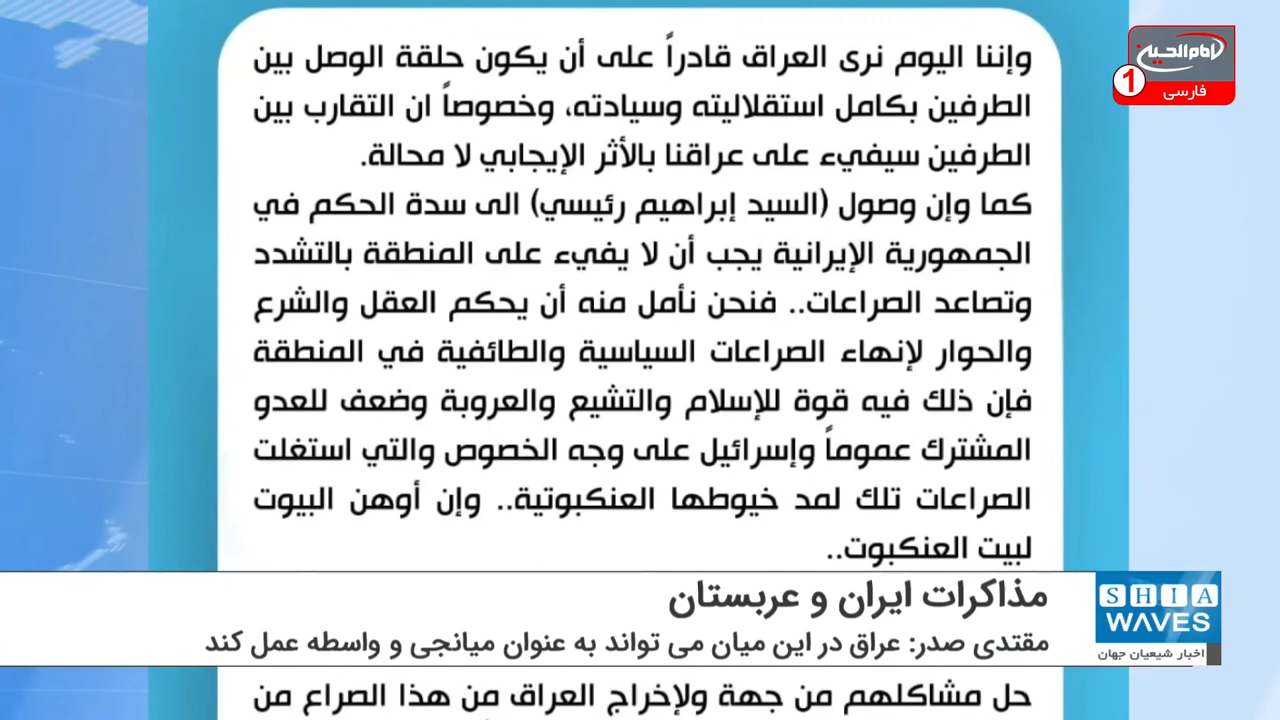 وإننا اليوم نرى العراق قادراً على أن يكون حلقة الوصل بين
الطرفين بكامل استقلاليته وسيادته، وخصوصاً ان التقارب بين
الطرفين سيفيء على عراقنا بالأثر الإيجابي لا محالة.
كما وإن وصول (السيد إبراهيم رئيسي) الى سدة الحكم في
الجمهورية الإيرانية يجب أن لا يفيء على المنطقة بالتشدد
وتصاعد الصراعات.. فنحن نأمل منه أن يحكم العقل والشرع
والحوار لإنهاء الصراعات السياسية والطائفية في المنطقة
فإن ذلك فيه قوة للإسلام والتشيع والعروبة وضعف للعدو
المشترك عموماً وإسرائيل على وجه الخصوص والتي استغلت
الصراعات تلك لمد خيوطها العنكبوتية.. وإن أوهن البيوت
لبيت العنكبوت..
امام الحسین
1
فارسی
مذاکرات ایران و عربستان
مقتدی صدر: عراق در این میان می تواند به عنوان میانجی و واسطه عمل کند
SHIA
WAVES
اخبار شیعیان جهان
حل مشاكلهم من جهة ولإخراج العراق من هذا الصراع من